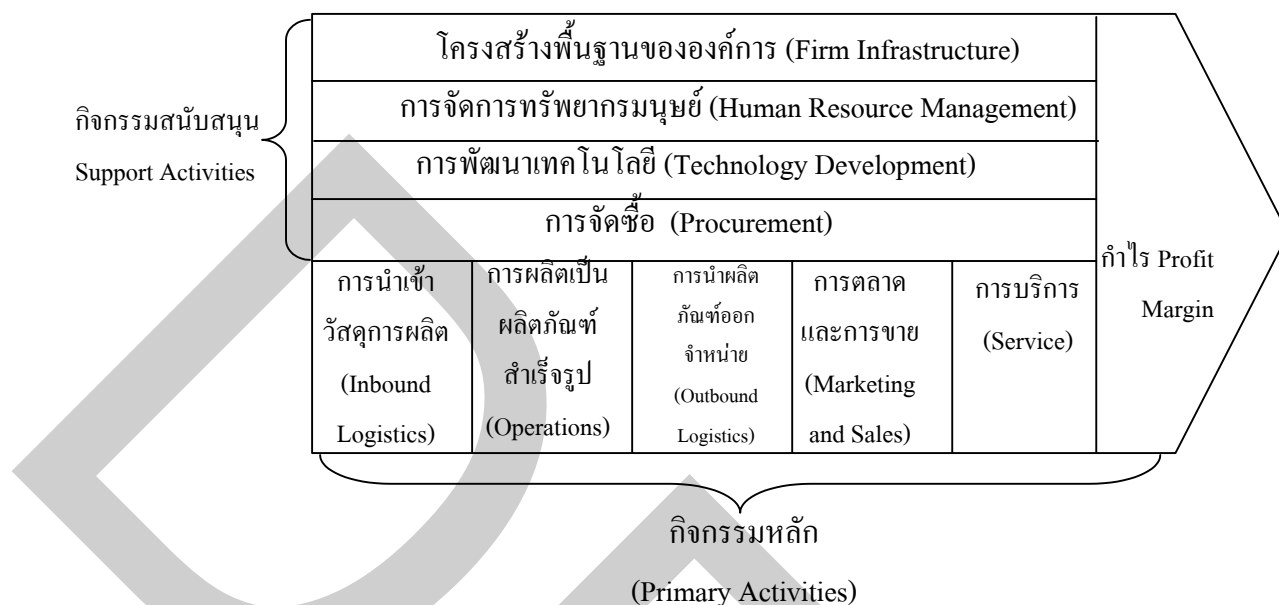 โครงสร้างพื้นฐานขององค์การ (Firm Infrastructure)
การจัดการทรัพยากรมนุษย์ (Human Resource Management)
กิจกรรมสนับสนุน
Support Activities
การพัฒนาเทคโนโลยี (Technology Development)
การจัดซื้อ (Procurement)
การนำเข้า
วัสดุการผลิต
(Inbound
Logistics)
การผลิตเป็น
ผลิตภัณฑ์
สำเร็จรูป
(Operations)
การนำผลิต
ภัณฑ์ออก
จำหน่าย
(Outbound
Logistics)
การตลาด
และการขาย
(Marketing
and Sales)
การบริการ
(Service)
กำไร Profit
Margin
กิจกรรมหลัก
(Primary Activities)